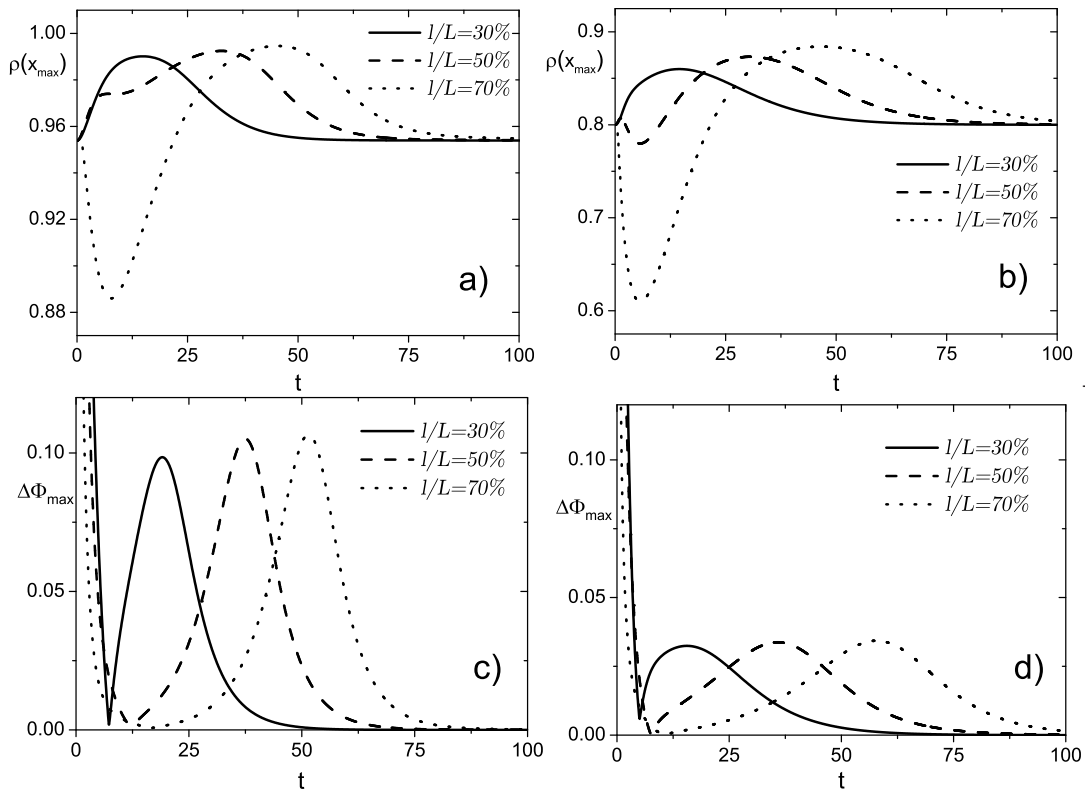 1.00
ρ(x_max)
0.96
0.92
0.88
l/L=30%
l/L=50%
l/L=70%
a)
0 25 50 75 100
t
0.9
ρ(x_max)
0.8
0.7
0.6
l/L=30%
l/L=50%
l/L=70%
b)
0 25 50 75 100
t
0.10
ΔΦ_max
0.05
0.00
l/L=30%
l/L=50%
l/L=70%
c)
0 25 50 75 100
t
0.10
ΔΦ_max
0.05
0.00
l/L=30%
l/L=50%
l/L=70%
d)
0 25 50 75 100
t